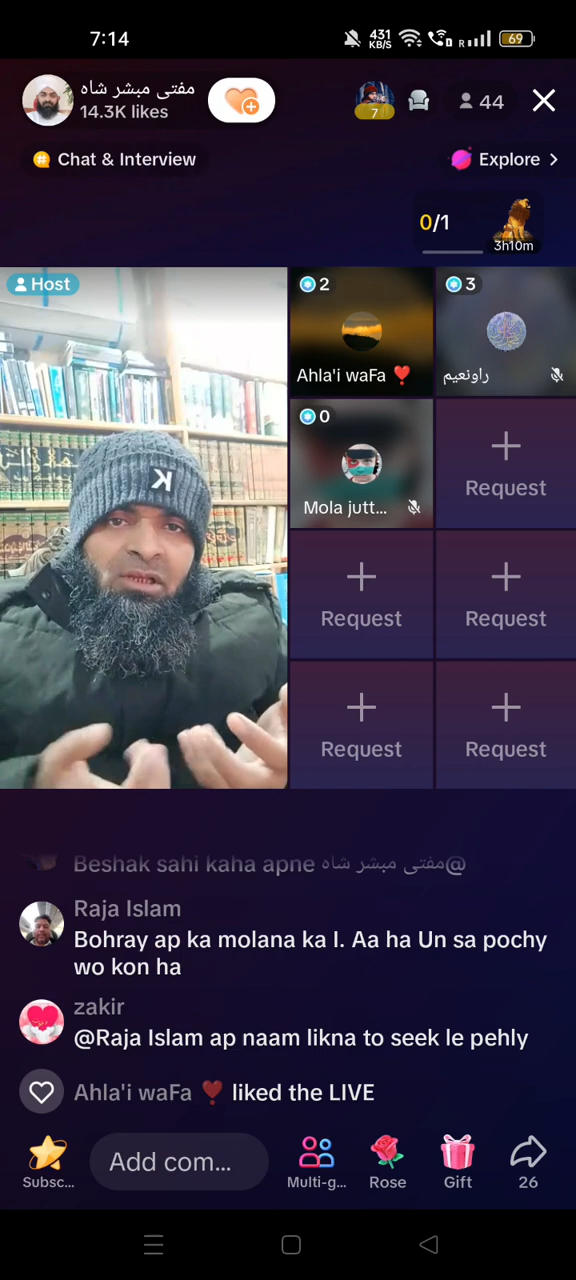 7:14
431
KB/S
R
69
مفتی مبشر شاہ
14.3K likes
7
44
Chat & Interview
Explore
0/1
3h10m
Host
2
3
Ahla'i waFa
راونعیم
0
Mola jutt...
Request
K
Request
Request
Request
Request
Beshak sahi kaha apne مفتی مبشر شاہ@
Raja Islam
Bohray ap ka molana ka I. Aa ha Un sa pochy
wo kon ha
zakir
@Raja Islam ap naam likna to seek le pehly
Ahla'i waFa liked the LIVE
Add com...
Subsc...
Multi-g...
Rose
Gift
26